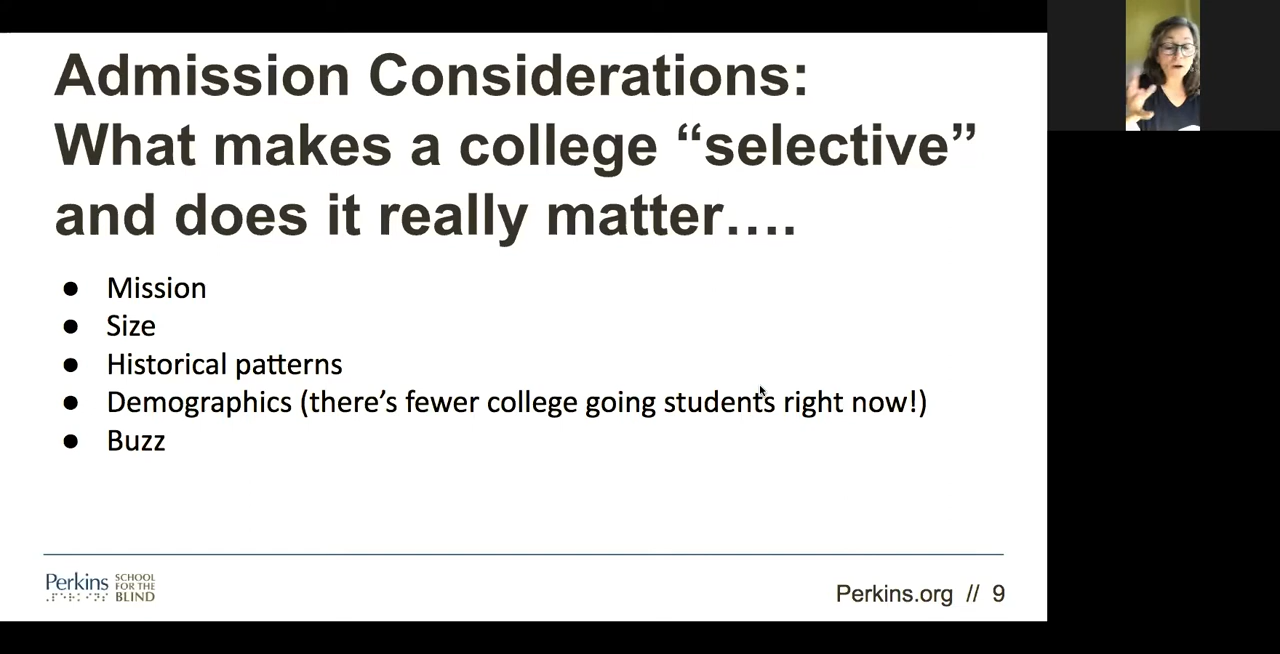 Admission Considerations:
What makes a college “selective”
and does it really matter….
● Mission
● Size
● Historical patterns
● Demographics (there’s fewer college going students right now!)
● Buzz
Perkins SCHOOL FOR THE BLIND
Perkins.org // 9